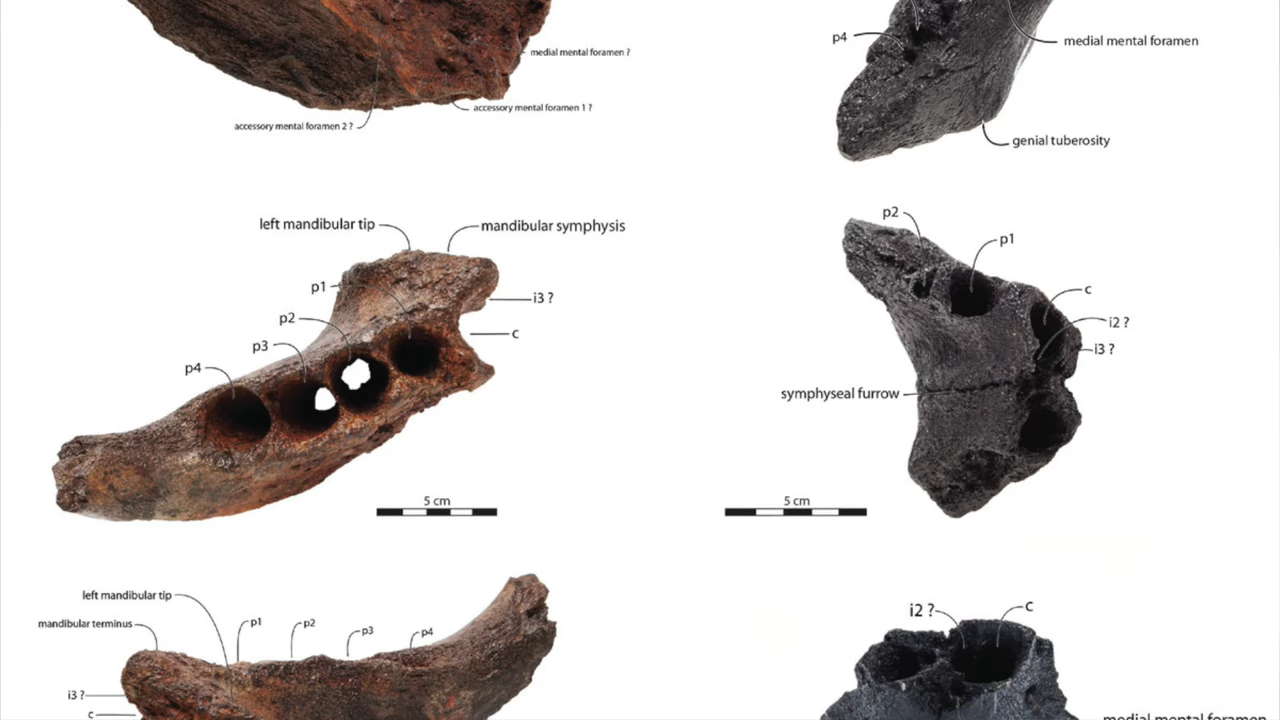 medial mental foramen ?
accessory mental foramen 1 ?
accessory mental foramen 2 ?
p4
medial mental foramen
genial tuberosity
left mandibular tip
mandibular symphysis
p1
i3 ?
p2
c
p3
p4
5 cm
p2
p1
c
i2 ?
i3 ?
symphyseal furrow
5 cm
left mandibular tip
mandibular terminus
p1
p2
p3
p4
i3 ?
c
i2 ?
c
medial mental foramen